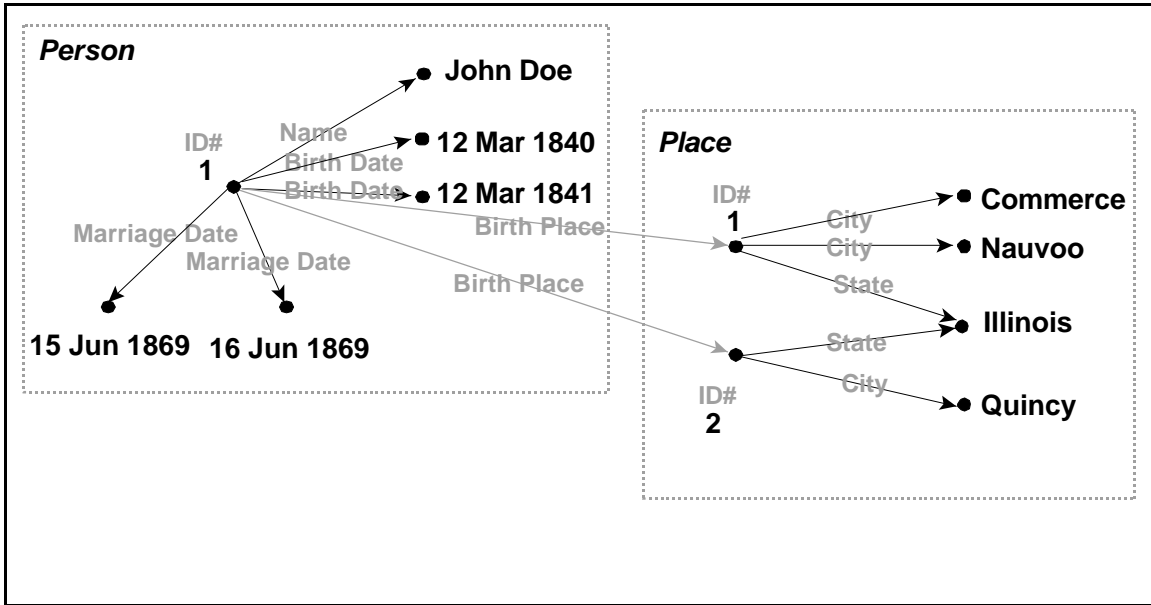 Person
John Doe
Name
ID#
1
12 Mar 1840
Birth Date
12 Mar 1841
Birth Date
Birth Place
Marriage Date
Marriage Date
Birth Place
15 Jun 1869
16 Jun 1869
Place
ID#
1
Commerce
City
Nauvoo
City
State
Illinois
State
City
Quincy
ID#
2